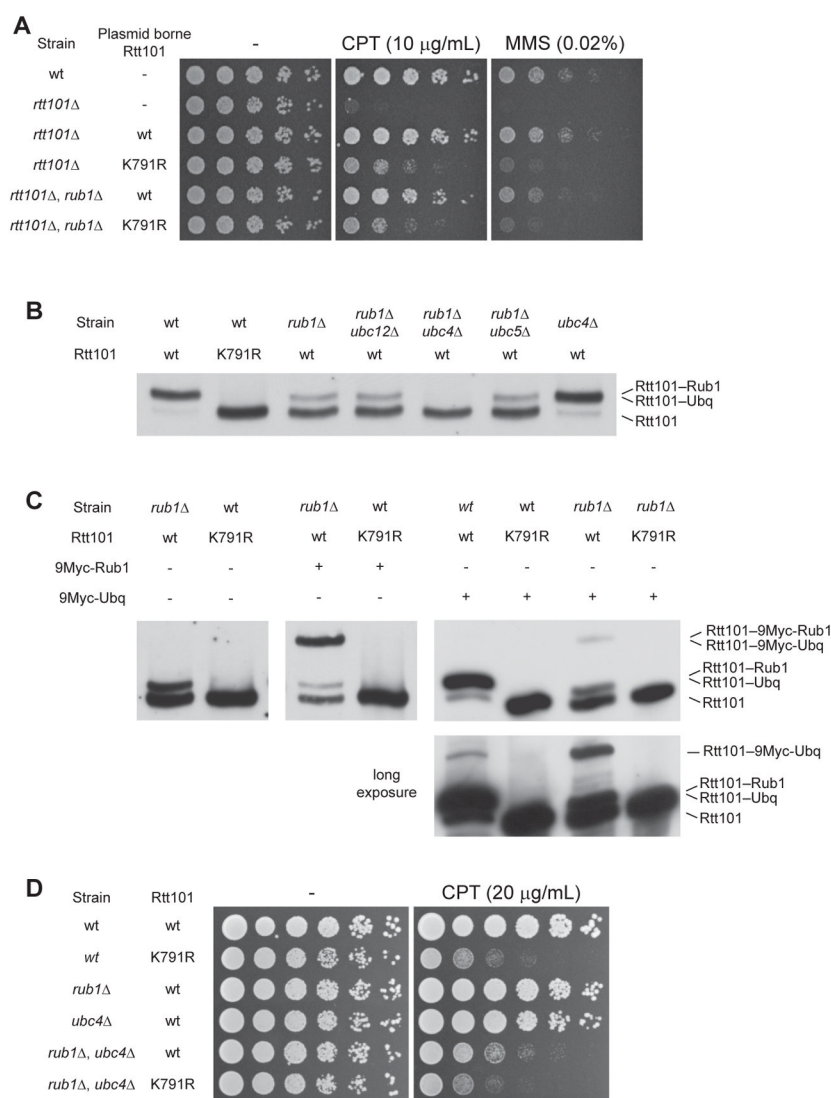 A
Strain
Plasmid borne
Rtt101
-
CPT (10 μg/mL)
MMS (0.02%)
wt -
rtt101Δ -
rtt101Δ wt
rtt101Δ K791R
rtt101Δ, rub1Δ wt
rtt101Δ, rub1Δ K791R
B
Strain wt wt rub1Δ rub1Δ ubc12Δ rub1Δ ubc4Δ rub1Δ ubc5Δ ubc4Δ
Rtt101 wt K791R wt wt wt wt wt
Rtt101–Rub1
Rtt101–Ubq
Rtt101
C
Strain rub1Δ wt rub1Δ wt wt wt rub1Δ rub1Δ
Rtt101 wt K791R wt K791R wt K791R wt K791R
9Myc-Rub1 - - + + - - - -
9Myc-Ubq - - - - + + + +
Rtt101–9Myc-Rub1
Rtt101–9Myc-Ubq
Rtt101–Rub1
Rtt101–Ubq
Rtt101
long
exposure
Rtt101–9Myc-Ubq
Rtt101–Rub1
Rtt101–Ubq
Rtt101
D
Strain Rtt101 - CPT (20 μg/mL)
wt wt
wt K791R
rub1Δ wt
ubc4Δ wt
rub1Δ, ubc4Δ wt
rub1Δ, ubc4Δ K791R